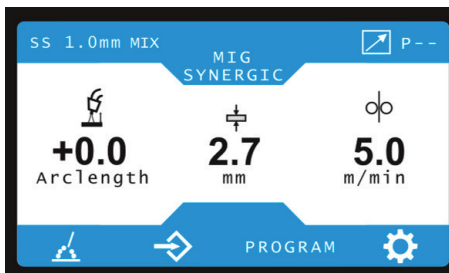 SS 1.0mm MIX
MIG
SYNERGIC
P--
+0.0
Arclength
2.7
mm
5.0
m/min
PROGRAM